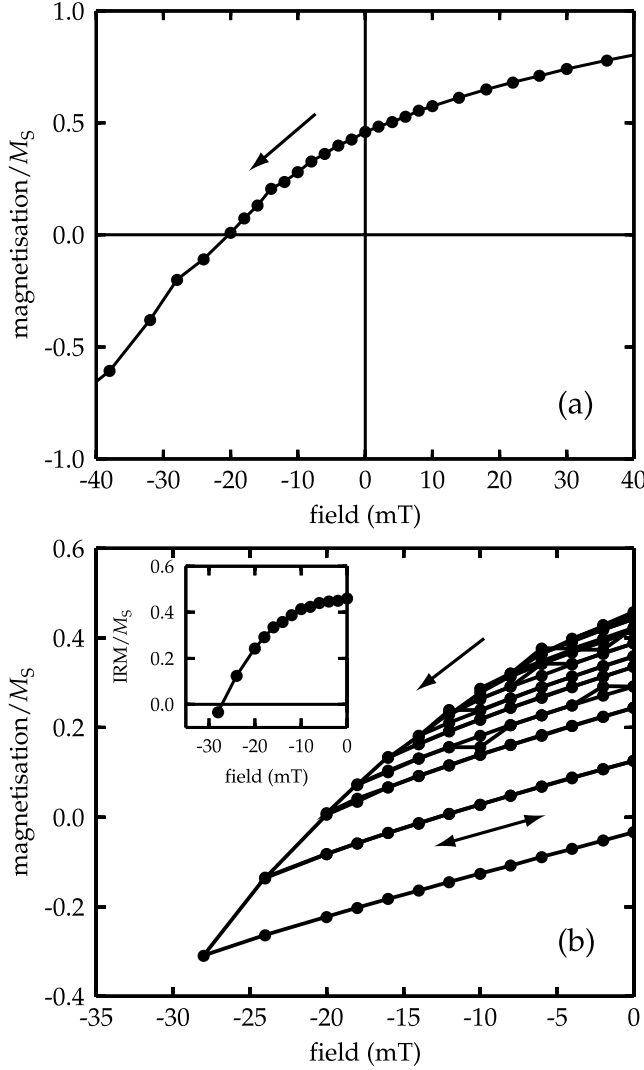 1.0
0.5
0.0
-0.5
-1.0
magnetisation/MS
(a)
-40 -30 -20 -10 0 10 20 30 40
field (mT)
0.6
0.4
0.2
0.0
-0.2
-0.4
magnetisation/MS
0.6
0.4
0.2
0.0
IRM/MS
-30 -20 -10 0
field (mT)
(b)
-35 -30 -25 -20 -15 -10 -5 0
field (mT)